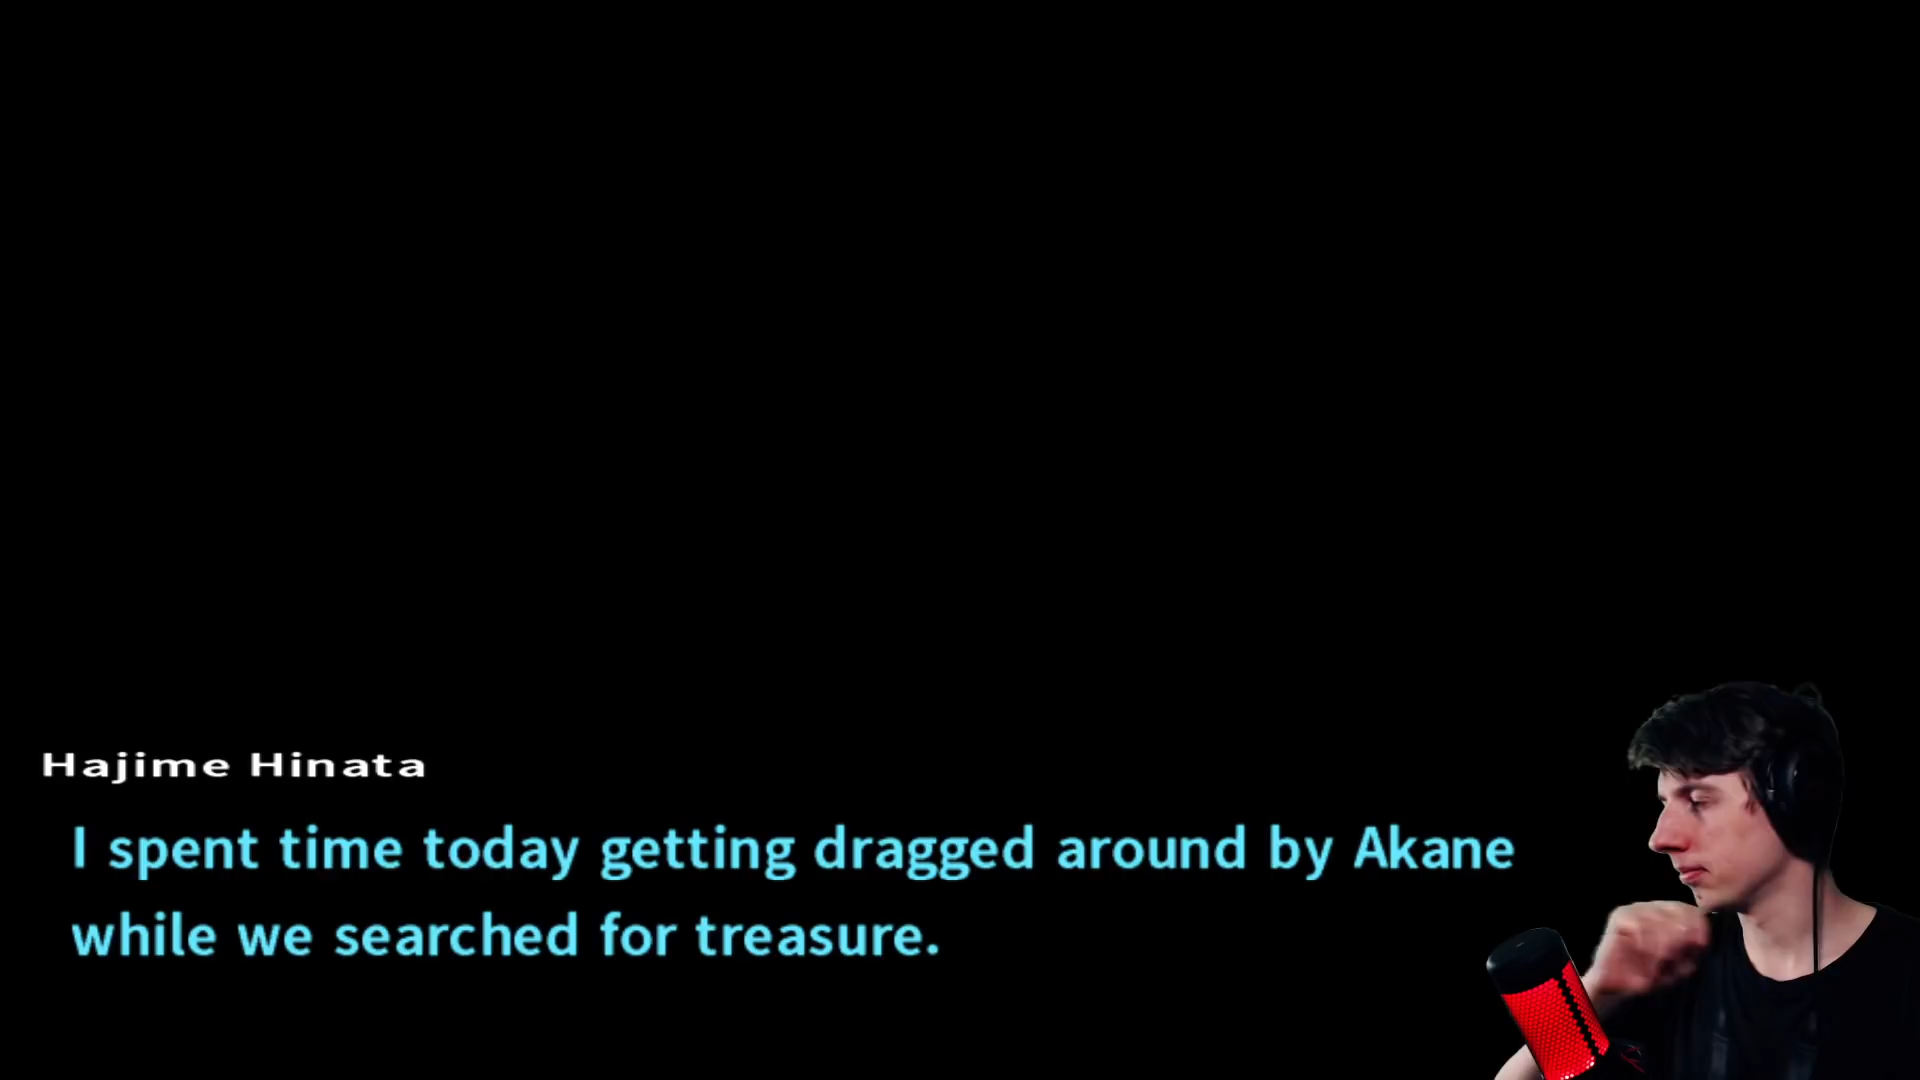 Hajime Hinata
I spent time today getting dragged around by Akane
while we searched for treasure.